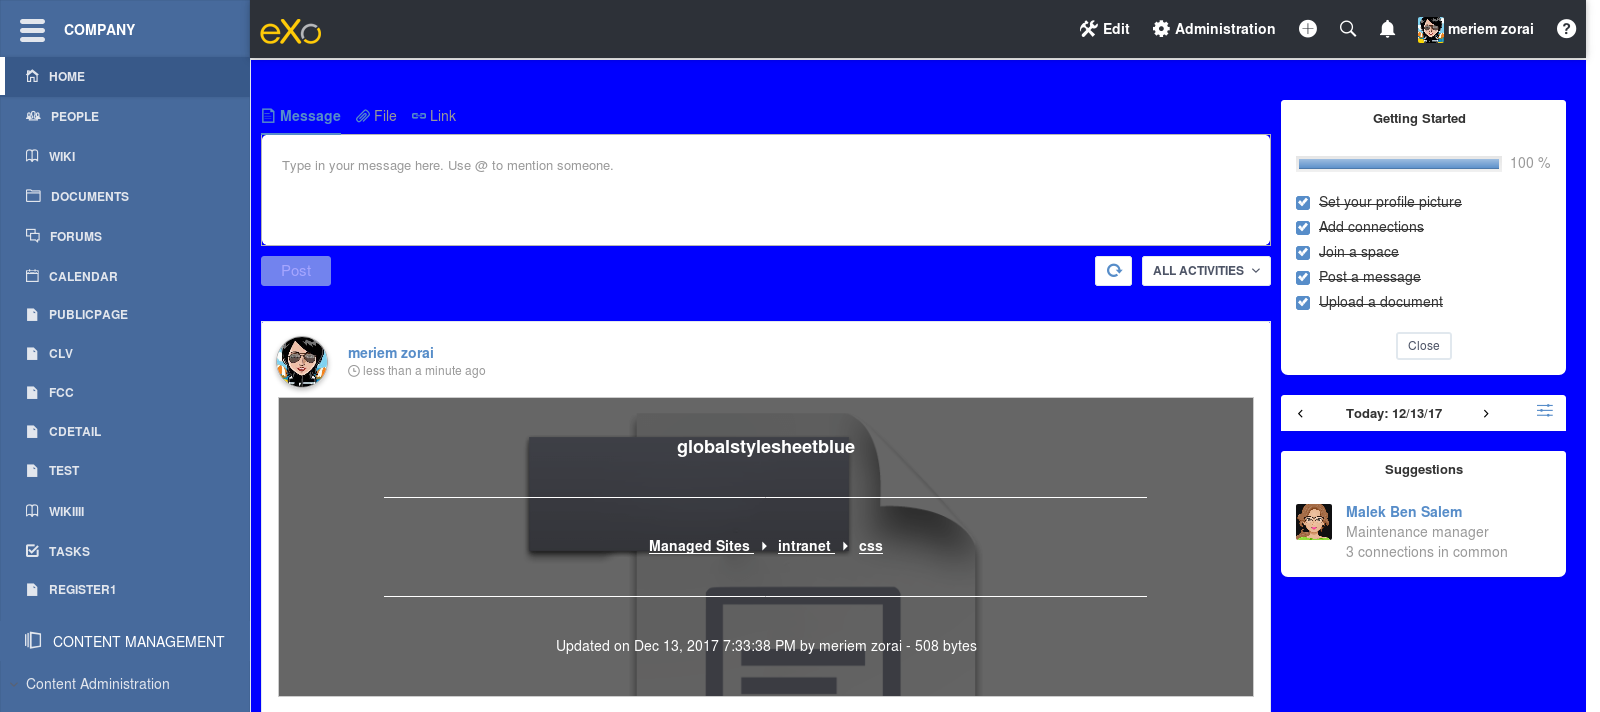 COMPANY
eXo
Edit
Administration
meriem zorai
?
HOME
PEOPLE
WIKI
DOCUMENTS
FORUMS
CALENDAR
PUBLICPAGE
CLV
FCC
CDETAIL
TEST
WIKIIII
TASKS
REGISTER1
CONTENT MANAGEMENT
Content Administration
Message File Link
Type in your message here. Use @ to mention someone.
Post
ALL ACTIVITIES
meriem zorai
less than a minute ago
globalstylesheetblue
Managed Sites intranet css
Updated on Dec 13, 2017 7:33:38 PM by meriem zorai - 508 bytes
Getting Started
100 %
Set your profile picture
Add connections
Join a space
Post a message
Upload a document
Close
Today: 12/13/17
Suggestions
Malek Ben Salem
Maintenance manager
3 connections in common